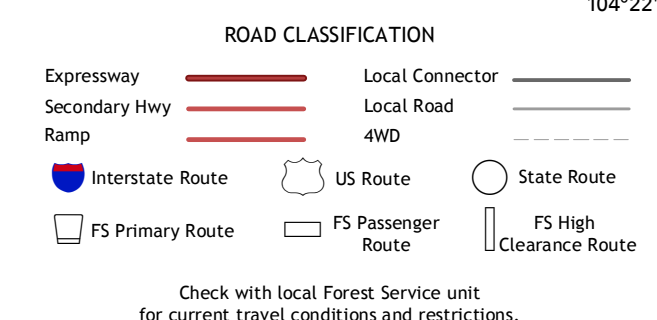 104°22'
ROAD CLASSIFICATION
Expressway
Local Connector
Secondary Hwy
Local Road
Ramp
4WD
Interstate Route
US Route
State Route
FS Primary Route
FS Passenger
Route
FS High
Clearance Route
Check with local Forest Service unit
for current travel conditions and restrictions.